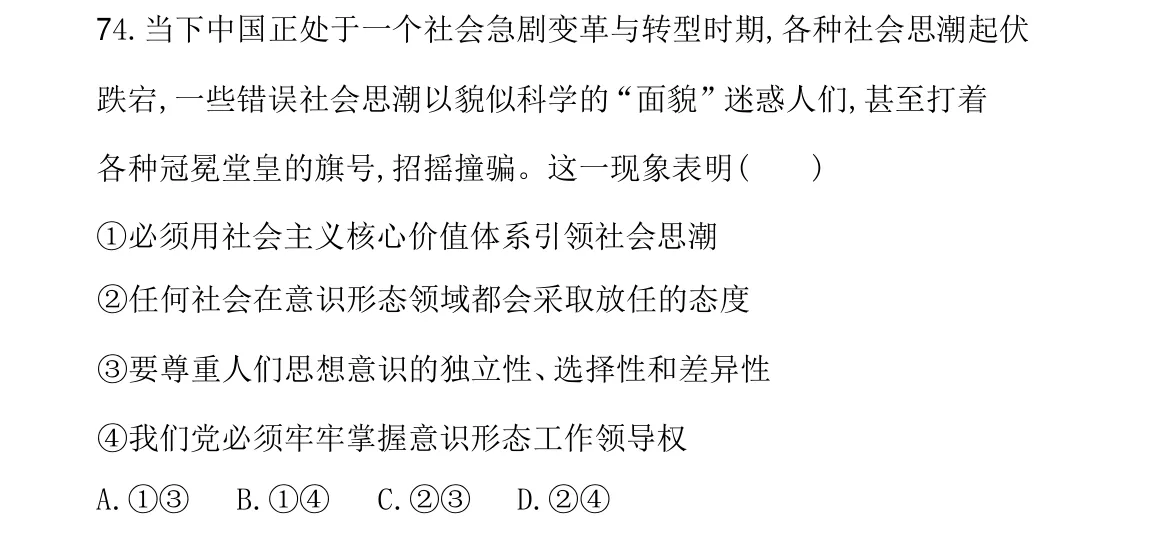 74.当下中国正处于一个社会急剧变革与转型时期,各种社会思潮起伏
跌宕,一些错误社会思潮以貌似科学的“面貌”迷惑人们,甚至打着
各种冠冕堂皇的旗号,招摇撞骗。这一现象表明(　　)
①必须用社会主义核心价值体系引领社会思潮
②任何社会在意识形态领域都会采取放任的态度
③要尊重人们思想意识的独立性、选择性和差异性
④我们党必须牢牢掌握意识形态工作领导权
A.①③　B.①④　C.②③　D.②④